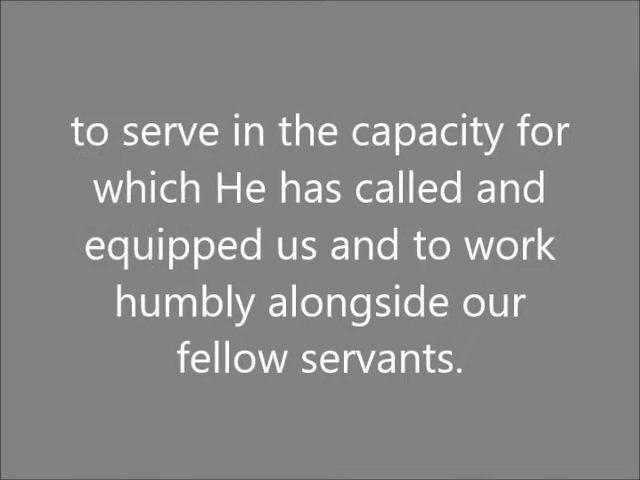 to serve in the capacity for
which He has called and
equipped us and to work
humbly alongside our
fellow servants.